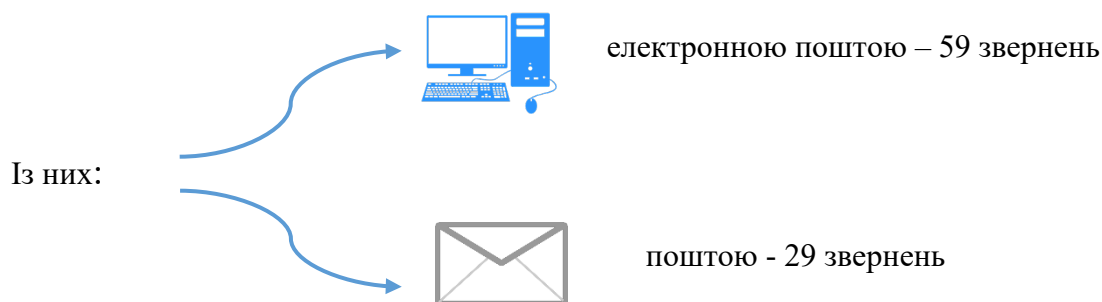 електронною поштою – 59 звернень
Із них:
поштою - 29 звернень